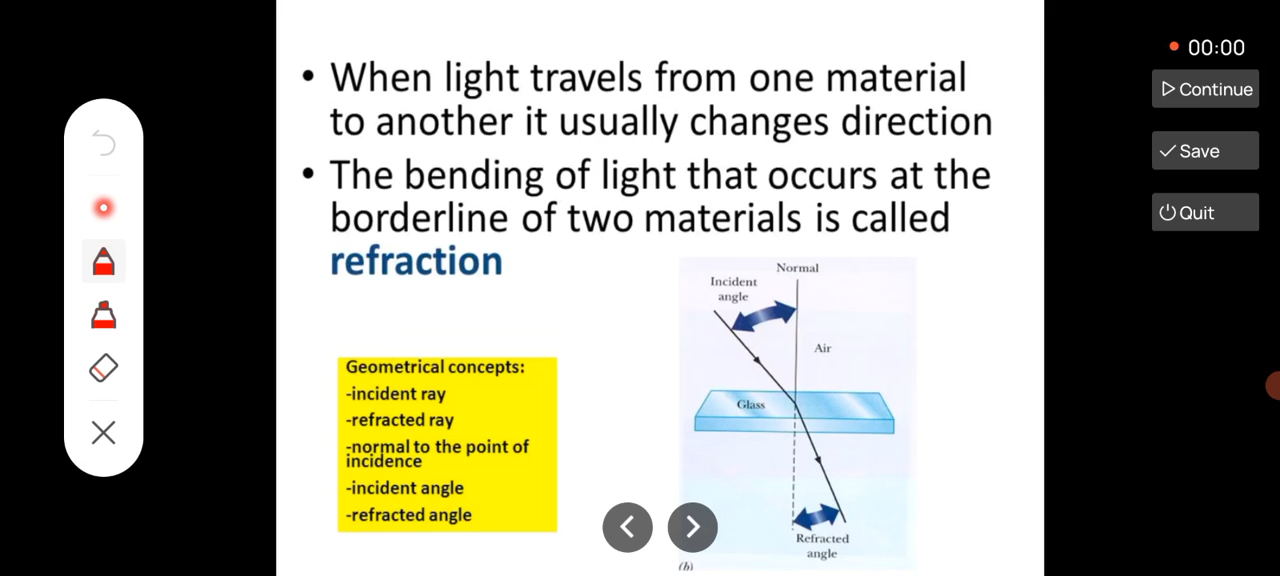 00:00
Continue
Save
Quit
• When light travels from one material
to another it usually changes direction
• The bending of light that occurs at the
borderline of two materials is called
refraction
Normal
Incident
angle
Air
Glass
Refracted
angle
(b)
Geometrical concepts:
-incident ray
-refracted ray
-normal to the point of
incidence
-incident angle
-refracted angle